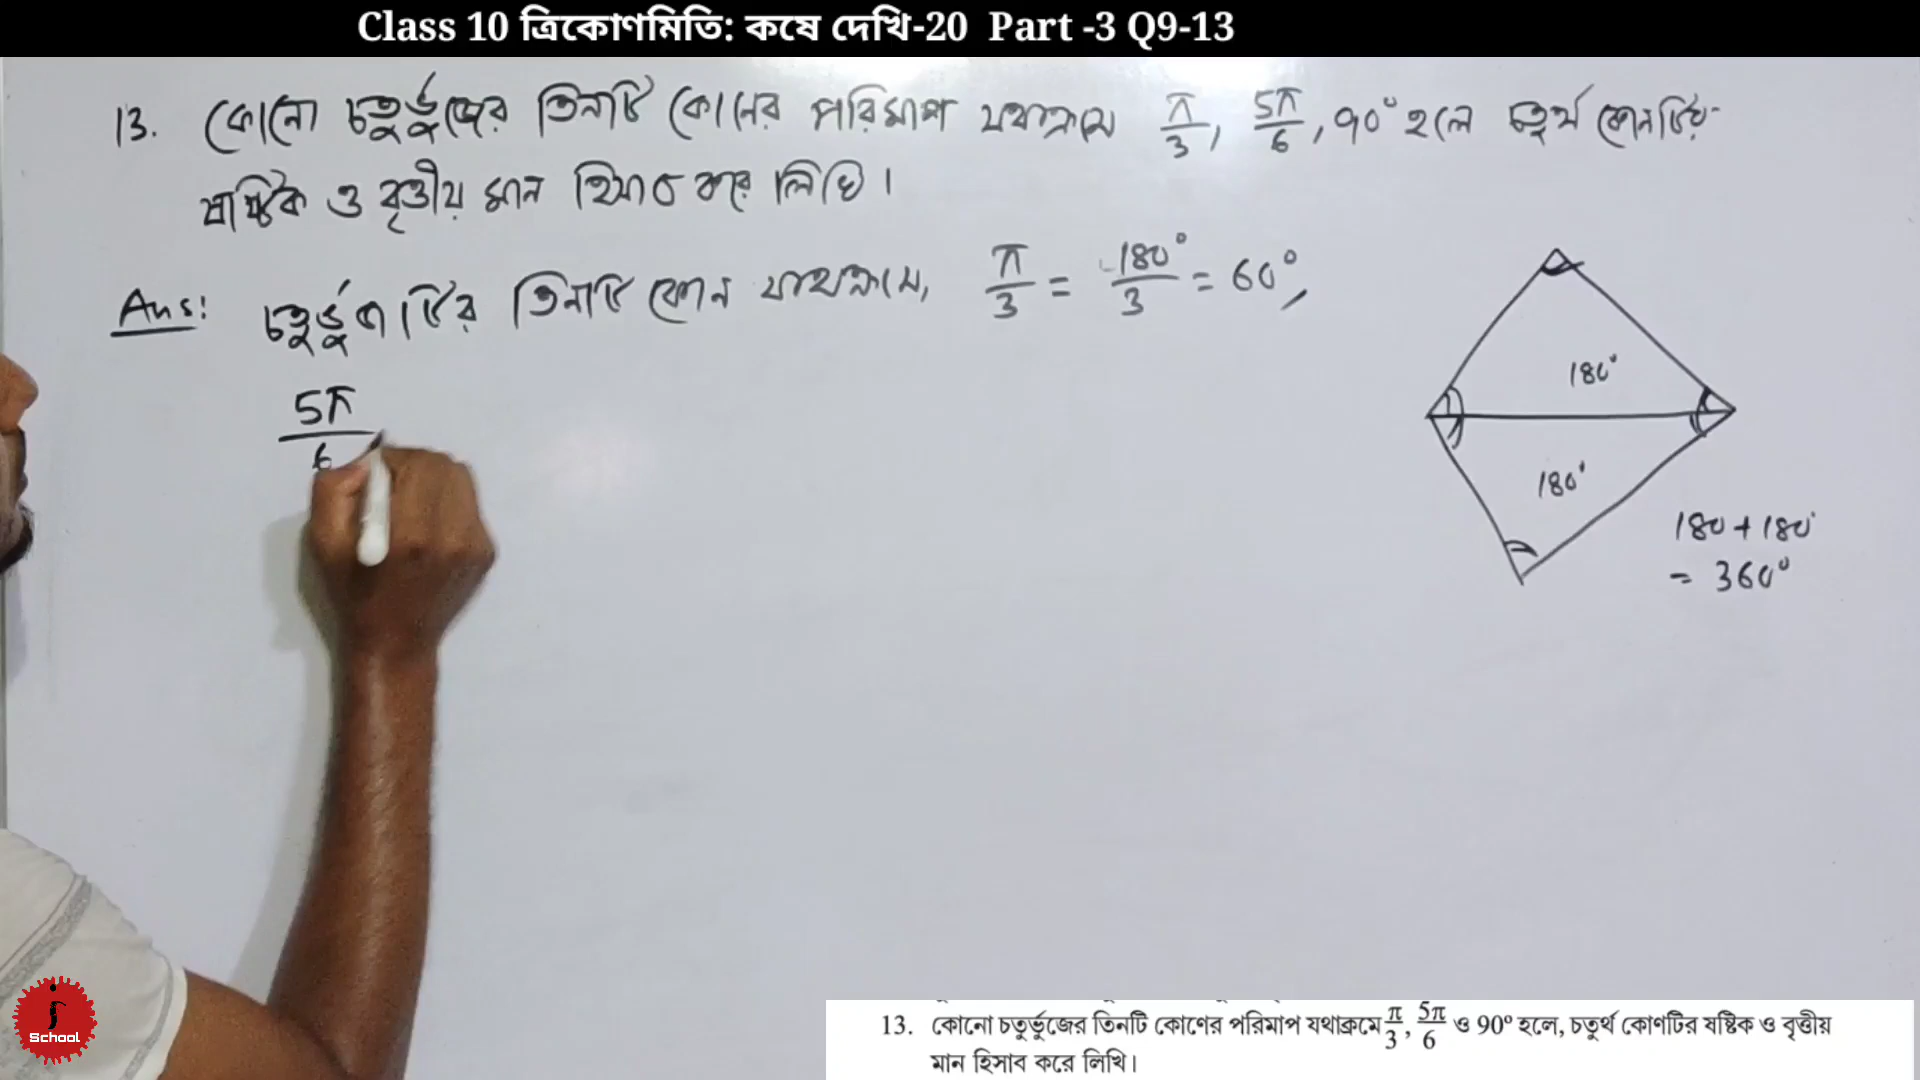 Class 10 ত্রিকোণমিতি: কষে দেখি-20 Part -3 Q9-13
13. কোনো চতুর্ভুজের তিনটি কোনের পরিমাপ যথাক্রমে π/3, 5π/6, 90° হলে চতুর্থ কোনটির
ষষ্টিক ও বৃত্তীয় মান হিসাব করে লিখি।
Ans: চতুর্ভুজটির তিনটি কোন যথাক্রমে, π/3 = 180°/3 = 60°,
5π/6
180°
180°
180 + 180°
= 360°
School
13. কোনো চতুর্ভুজের তিনটি কোণের পরিমাপ যথাক্রমে π/3, 5π/6 ও 90° হলে, চতুর্থ কোণটির ষষ্টিক ও বৃত্তীয়
মান হিসাব করে লিখি।